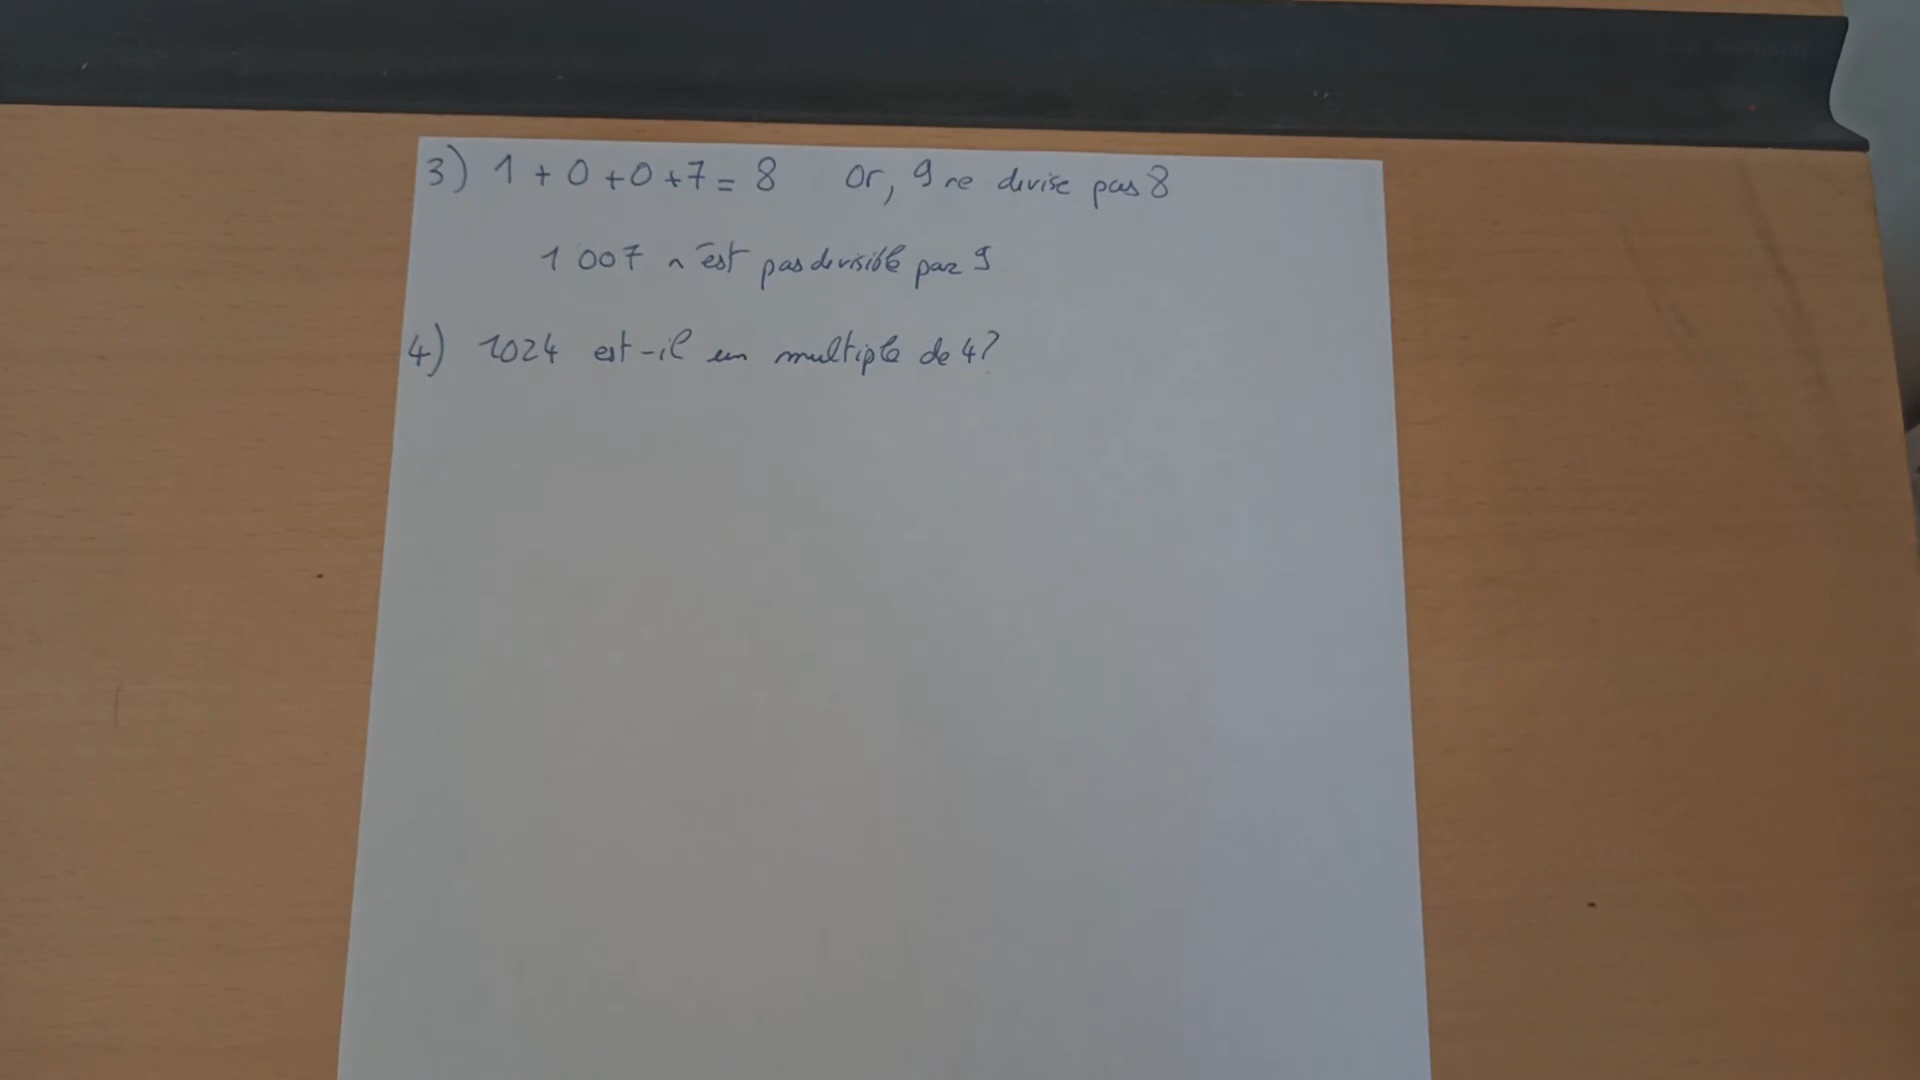 3) 1 + 0 + 0 + 7 = 8 Or, 9 ne divise pas 8
1 007 n'est pas divisible par 9
4) 1024 est-il un multiple de 4?